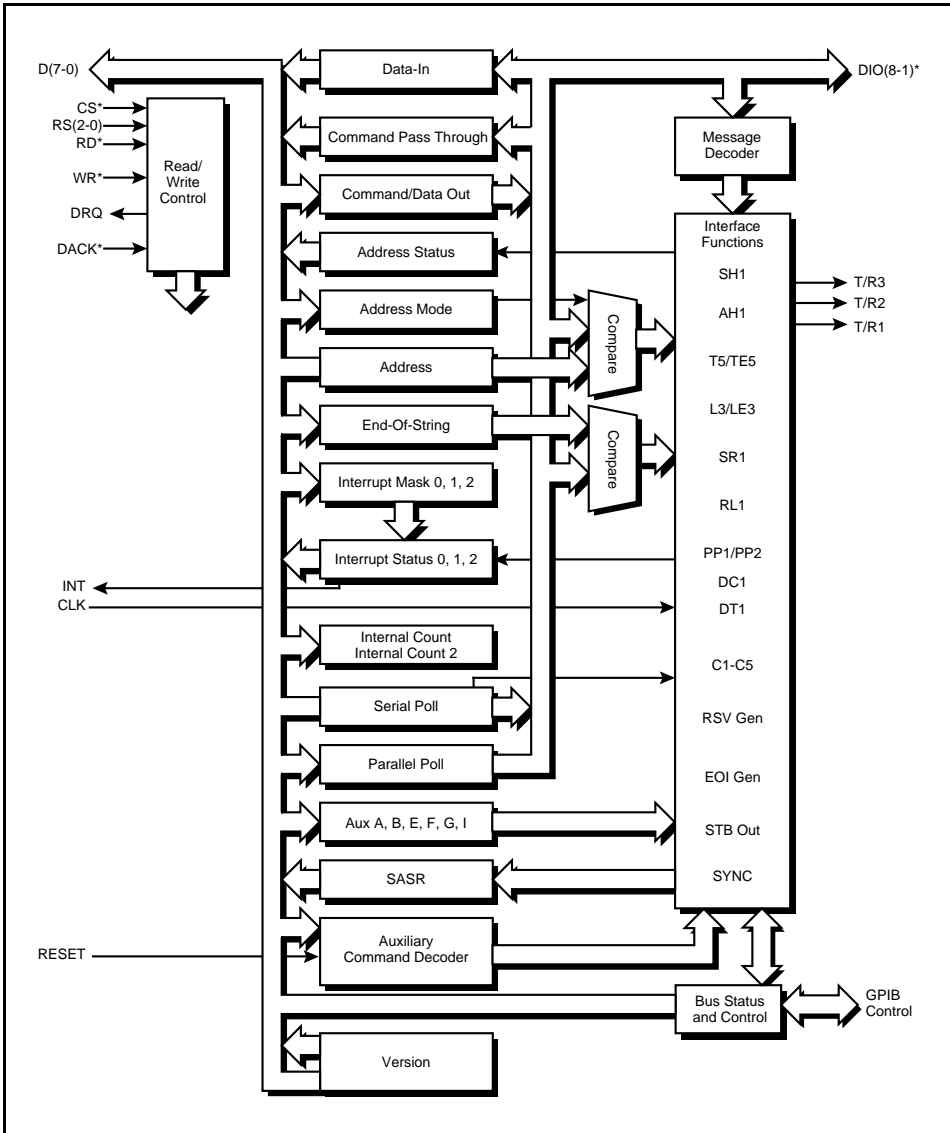 D(7-0)
Data-In
DIO(8-1)*
CS*
RS(2-0)
RD*
WR*
DRQ
DACK*
Read/
Write
Control
Command Pass Through
Message
Decoder
Command/Data Out
Address Status
Interface
Functions
SH1
AH1
T5/TE5
L3/LE3
SR1
RL1
PP1/PP2
DC1
DT1
C1-C5
RSV Gen
EOI Gen
STB Out
SYNC
T/R3
T/R2
T/R1
Address Mode
Compare
Address
End-Of-String
Compare
Interrupt Mask 0, 1, 2
Interrupt Status 0, 1, 2
INT
CLK
Internal Count
Internal Count 2
Serial Poll
Parallel Poll
Aux A, B, E, F, G, I
SASR
RESET
Auxiliary
Command Decoder
Bus Status
and Control
GPIB
Control
Version